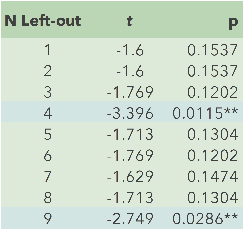 N Left-out t p
1 -1.6 0.1537
2 -1.6 0.1537
3 -1.769 0.1202
4 -3.396 0.0115**
5 -1.713 0.1304
6 -1.769 0.1202
7 -1.629 0.1474
8 -1.713 0.1304
9 -2.749 0.0286**